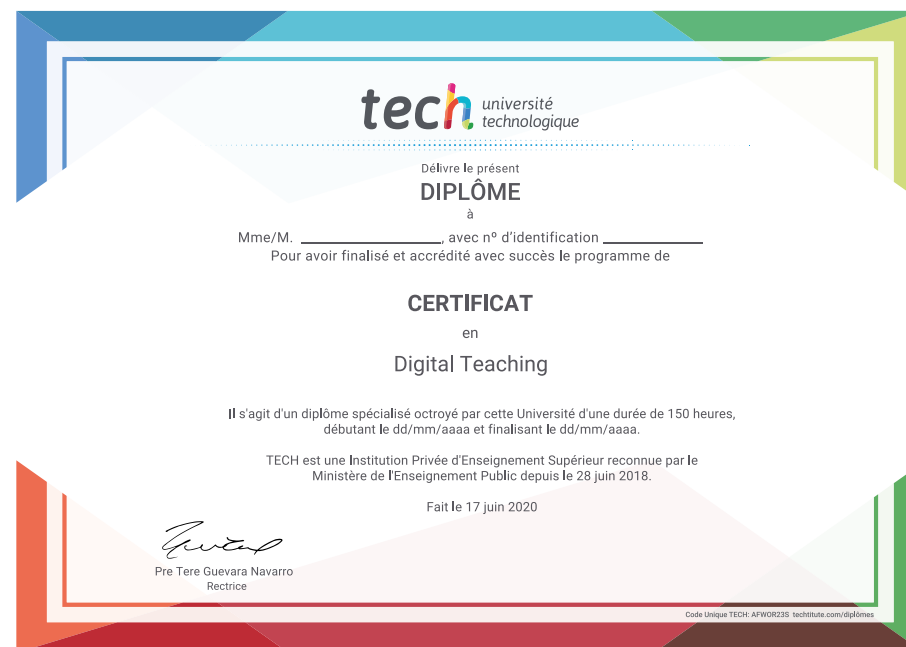 tech université
technologique
Délivre le présent
DIPLÔME
à
Mme/M. ____________________, avec nº d'identification ______________
Pour avoir finalisé et accrédité avec succès le programme de
CERTIFICAT
en
Digital Teaching
Il s'agit d'un diplôme spécialisé octroyé par cette Université d'une durée de 150 heures,
débutant le dd/mm/aaaa et finalisant le dd/mm/aaaa.
TECH est une Institution Privée d'Enseignement Supérieur reconnue par le
Ministère de l'Enseignement Public depuis le 28 juin 2018.
Fait le 17 juin 2020
Pre Tere Guevara Navarro
Rectrice
Code Unique TECH: AFWOR23S techtitute.com/diplômes